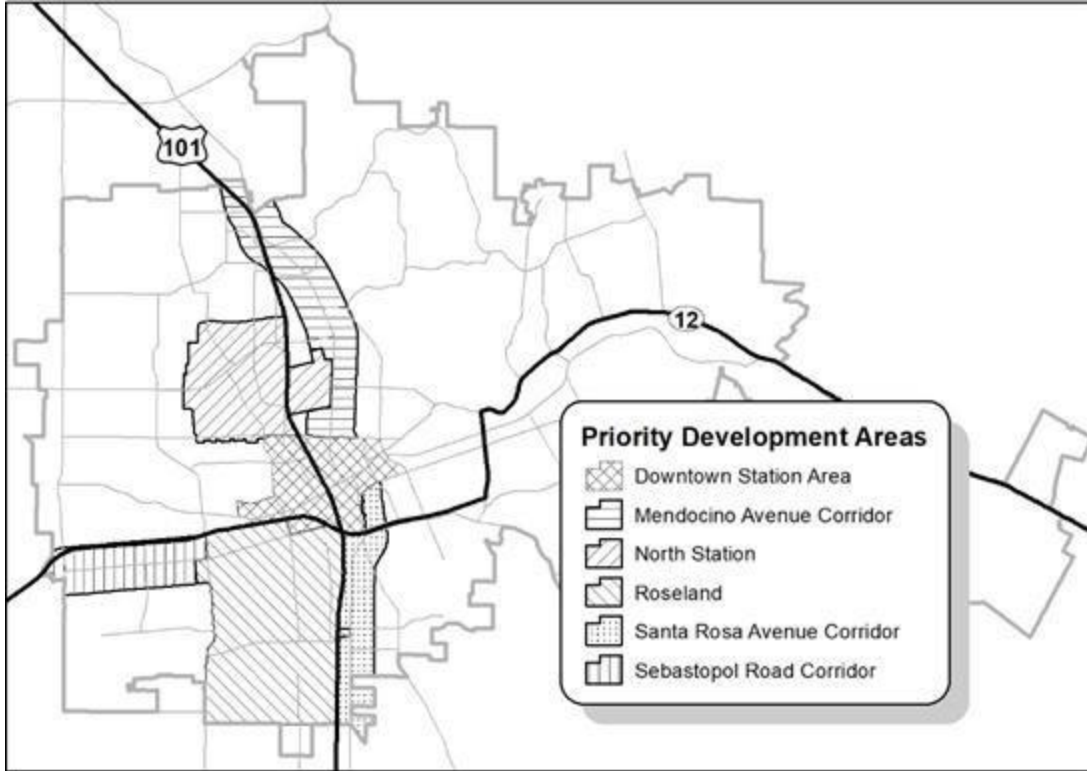 101
12
Priority Development Areas
Downtown Station Area
Mendocino Avenue Corridor
North Station
Roseland
Santa Rosa Avenue Corridor
Sebastopol Road Corridor